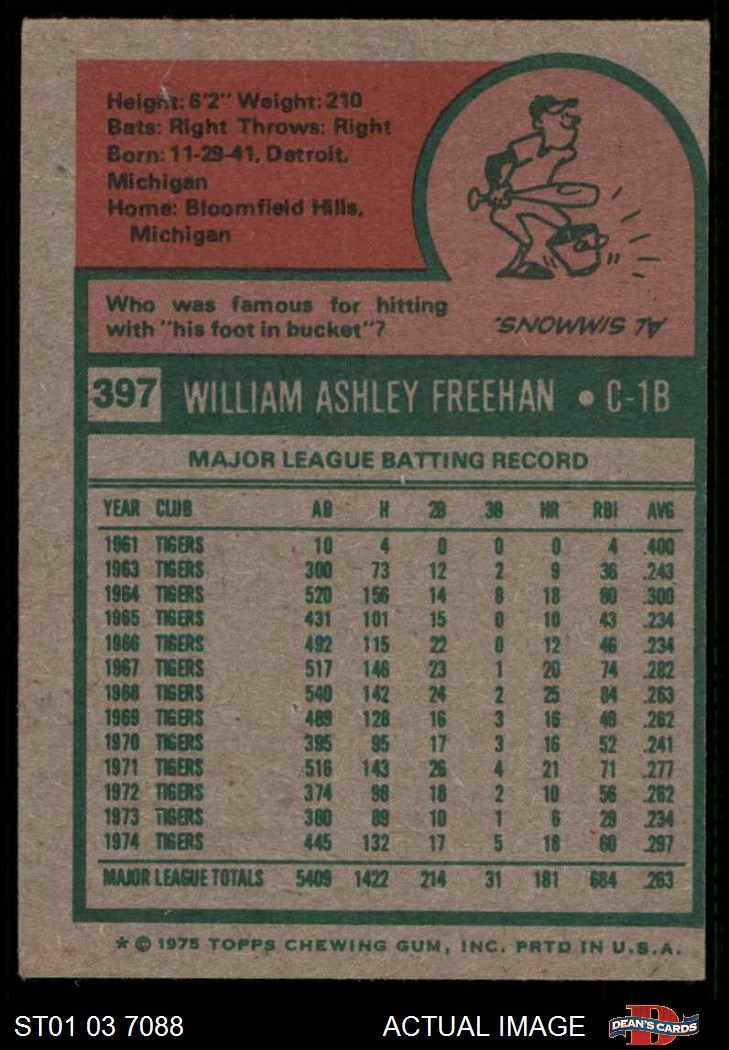 Height: 6'2" Weight: 210
Bats: Right Throws: Right
Born: 11-29-41, Detroit,
Michigan
Home: Bloomfield Hills,
Michigan
Who was famous for hitting
with "his foot in bucket"?
AL SIMMONS.
397 WILLIAM ASHLEY FREEHAN • C-1B
MAJOR LEAGUE BATTING RECORD
YEAR CLUB AB H 2B 3B HR RBI AVG
1961 TIGERS 10 4 0 0 0 4 .400
1963 TIGERS 300 73 12 2 9 36 .243
1964 TIGERS 520 156 14 8 18 80 .300
1965 TIGERS 431 101 15 0 10 43 .234
1966 TIGERS 492 115 22 0 12 46 .234
1967 TIGERS 517 146 23 1 20 74 .282
1968 TIGERS 540 142 24 2 25 84 .263
1969 TIGERS 489 128 16 3 16 49 .262
1970 TIGERS 395 95 17 3 16 52 .241
1971 TIGERS 516 143 26 4 21 71 .277
1972 TIGERS 374 98 18 2 10 56 .262
1973 TIGERS 380 89 10 1 6 29 .234
1974 TIGERS 445 132 17 5 18 60 .297
MAJOR LEAGUE TOTALS 5409 1422 214 31 181 684 .263
* © 1975 TOPPS CHEWING GUM, INC. PRTD IN U.S.A.
ST01 03 7088 ACTUAL IMAGE DEAN'S CARDS